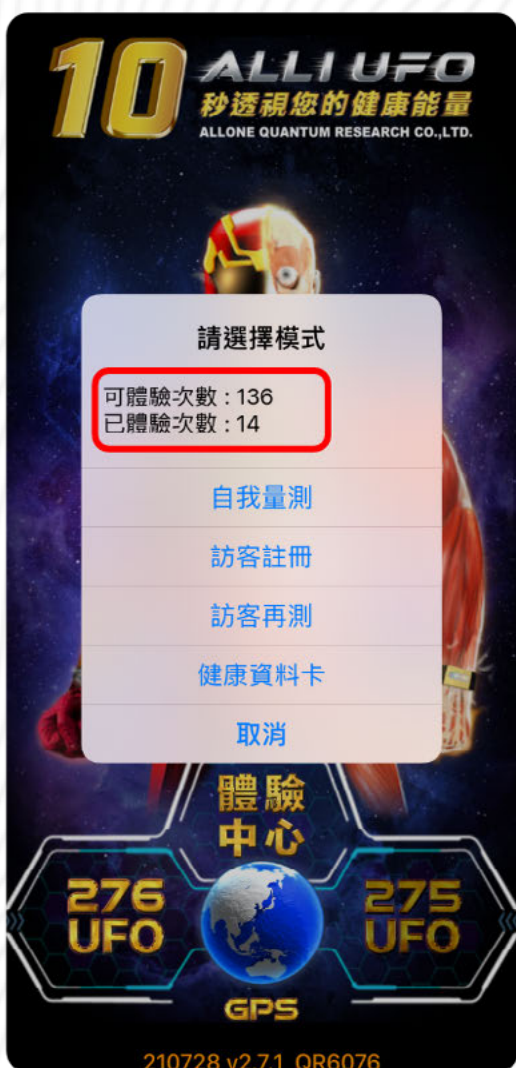 10
ALLI UFO
秒透視您的健康能量
ALLONE QUANTUM RESEARCH CO.,LTD.
請選擇模式
可體驗次數 : 136
已體驗次數 : 14
自我量測
訪客註冊
訪客再測
健康資料卡
取消
體驗
中心
276
UFO
275
UFO
GPS
210728 v2.7.1 QR6076